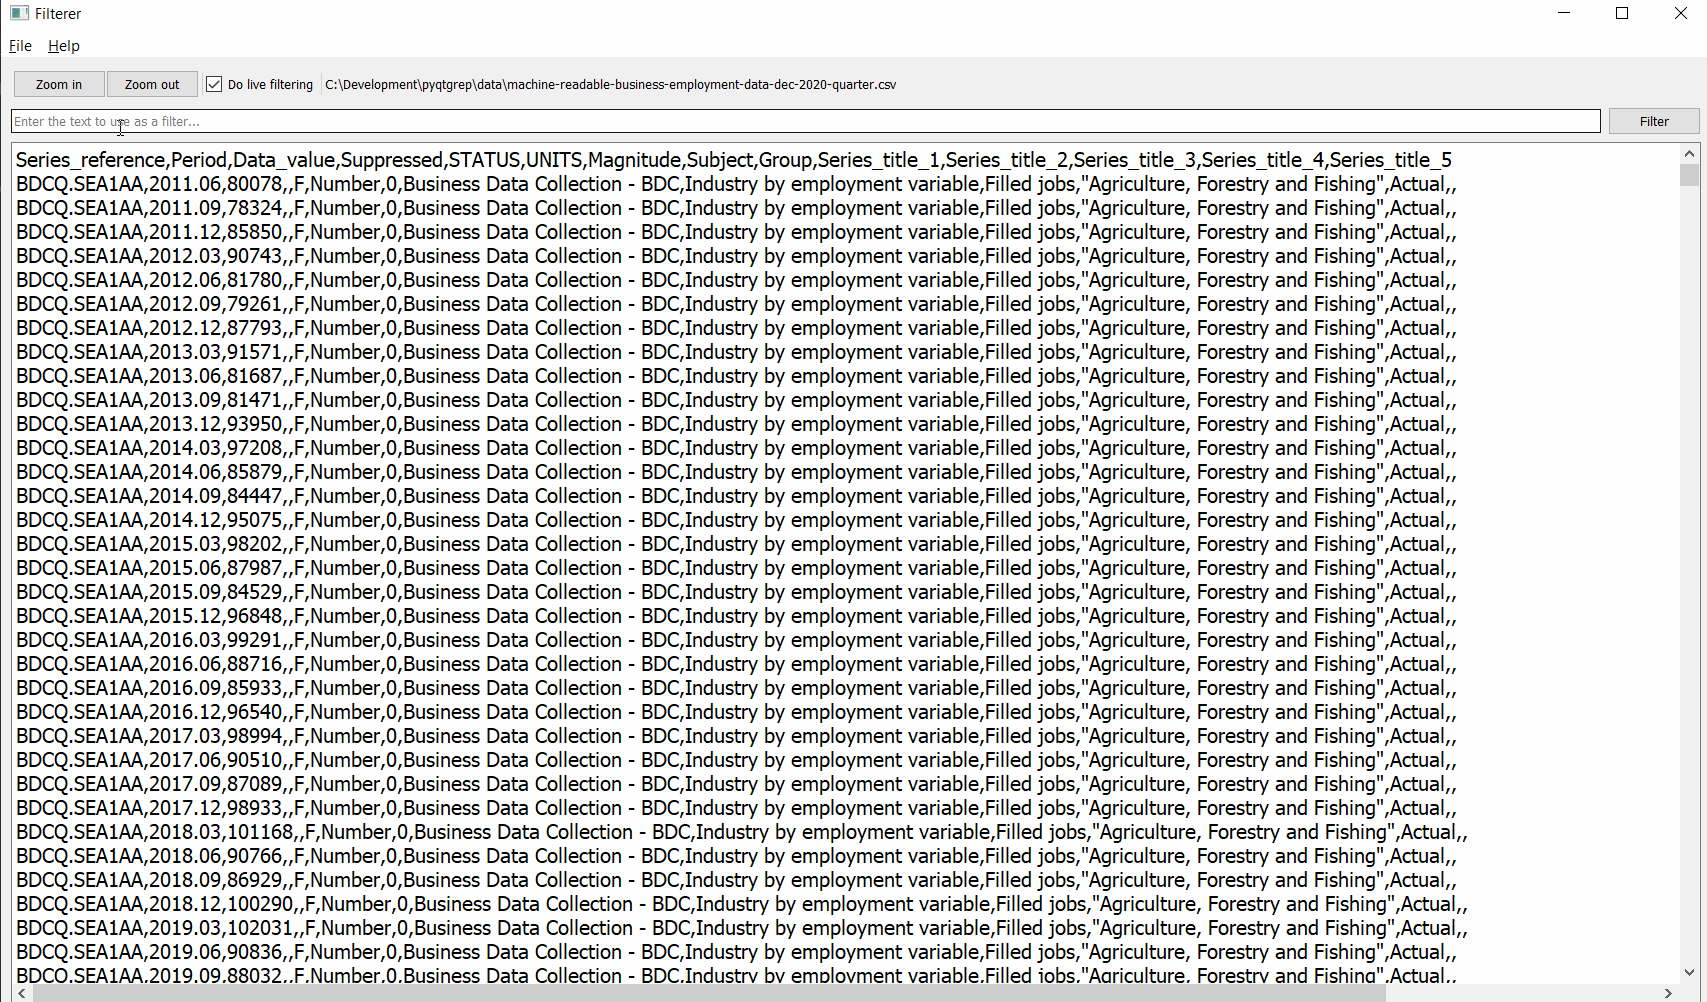 Filterer
File Help
Zoom in Zoom out Do live filtering C:\Development\pyqtgrep\data\machine-readable-business-employment-data-dec-2020-quarter.csv
Enter the text to use as a filter... Filter
Series_reference,Period,Data_value,Suppressed,STATUS,UNITS,Magnitude,Subject,Group,Series_title_1,Series_title_2,Series_title_3,Series_title_4,Series_title_5
BDCQ.SEA1AA,2011.06,80078,,F,Number,0,Business Data Collection - BDC,Industry by employment variable,Filled jobs,"Agriculture, Forestry and Fishing",Actual,,
BDCQ.SEA1AA,2011.09,78324,,F,Number,0,Business Data Collection - BDC,Industry by employment variable,Filled jobs,"Agriculture, Forestry and Fishing",Actual,,
BDCQ.SEA1AA,2011.12,85850,,F,Number,0,Business Data Collection - BDC,Industry by employment variable,Filled jobs,"Agriculture, Forestry and Fishing",Actual,,
BDCQ.SEA1AA,2012.03,90743,,F,Number,0,Business Data Collection - BDC,Industry by employment variable,Filled jobs,"Agriculture, Forestry and Fishing",Actual,,
BDCQ.SEA1AA,2012.06,81780,,F,Number,0,Business Data Collection - BDC,Industry by employment variable,Filled jobs,"Agriculture, Forestry and Fishing",Actual,,
BDCQ.SEA1AA,2012.09,79261,,F,Number,0,Business Data Collection - BDC,Industry by employment variable,Filled jobs,"Agriculture, Forestry and Fishing",Actual,,
BDCQ.SEA1AA,2012.12,87793,,F,Number,0,Business Data Collection - BDC,Industry by employment variable,Filled jobs,"Agriculture, Forestry and Fishing",Actual,,
BDCQ.SEA1AA,2013.03,91571,,F,Number,0,Business Data Collection - BDC,Industry by employment variable,Filled jobs,"Agriculture, Forestry and Fishing",Actual,,
BDCQ.SEA1AA,2013.06,81687,,F,Number,0,Business Data Collection - BDC,Industry by employment variable,Filled jobs,"Agriculture, Forestry and Fishing",Actual,,
BDCQ.SEA1AA,2013.09,81471,,F,Number,0,Business Data Collection - BDC,Industry by employment variable,Filled jobs,"Agriculture, Forestry and Fishing",Actual,,
BDCQ.SEA1AA,2013.12,93950,,F,Number,0,Business Data Collection - BDC,Industry by employment variable,Filled jobs,"Agriculture, Forestry and Fishing",Actual,,
BDCQ.SEA1AA,2014.03,97208,,F,Number,0,Business Data Collection - BDC,Industry by employment variable,Filled jobs,"Agriculture, Forestry and Fishing",Actual,,
BDCQ.SEA1AA,2014.06,85879,,F,Number,0,Business Data Collection - BDC,Industry by employment variable,Filled jobs,"Agriculture, Forestry and Fishing",Actual,,
BDCQ.SEA1AA,2014.09,84447,,F,Number,0,Business Data Collection - BDC,Industry by employment variable,Filled jobs,"Agriculture, Forestry and Fishing",Actual,,
BDCQ.SEA1AA,2014.12,95075,,F,Number,0,Business Data Collection - BDC,Industry by employment variable,Filled jobs,"Agriculture, Forestry and Fishing",Actual,,
BDCQ.SEA1AA,2015.03,98202,,F,Number,0,Business Data Collection - BDC,Industry by employment variable,Filled jobs,"Agriculture, Forestry and Fishing",Actual,,
BDCQ.SEA1AA,2015.06,87987,,F,Number,0,Business Data Collection - BDC,Industry by employment variable,Filled jobs,"Agriculture, Forestry and Fishing",Actual,,
BDCQ.SEA1AA,2015.09,84529,,F,Number,0,Business Data Collection - BDC,Industry by employment variable,Filled jobs,"Agriculture, Forestry and Fishing",Actual,,
BDCQ.SEA1AA,2015.12,96848,,F,Number,0,Business Data Collection - BDC,Industry by employment variable,Filled jobs,"Agriculture, Forestry and Fishing",Actual,,
BDCQ.SEA1AA,2016.03,99291,,F,Number,0,Business Data Collection - BDC,Industry by employment variable,Filled jobs,"Agriculture, Forestry and Fishing",Actual,,
BDCQ.SEA1AA,2016.06,88716,,F,Number,0,Business Data Collection - BDC,Industry by employment variable,Filled jobs,"Agriculture, Forestry and Fishing",Actual,,
BDCQ.SEA1AA,2016.09,85933,,F,Number,0,Business Data Collection - BDC,Industry by employment variable,Filled jobs,"Agriculture, Forestry and Fishing",Actual,,
BDCQ.SEA1AA,2016.12,96540,,F,Number,0,Business Data Collection - BDC,Industry by employment variable,Filled jobs,"Agriculture, Forestry and Fishing",Actual,,
BDCQ.SEA1AA,2017.03,98994,,F,Number,0,Business Data Collection - BDC,Industry by employment variable,Filled jobs,"Agriculture, Forestry and Fishing",Actual,,
BDCQ.SEA1AA,2017.06,90510,,F,Number,0,Business Data Collection - BDC,Industry by employment variable,Filled jobs,"Agriculture, Forestry and Fishing",Actual,,
BDCQ.SEA1AA,2017.09,87089,,F,Number,0,Business Data Collection - BDC,Industry by employment variable,Filled jobs,"Agriculture, Forestry and Fishing",Actual,,
BDCQ.SEA1AA,2017.12,98933,,F,Number,0,Business Data Collection - BDC,Industry by employment variable,Filled jobs,"Agriculture, Forestry and Fishing",Actual,,
BDCQ.SEA1AA,2018.03,101168,,F,Number,0,Business Data Collection - BDC,Industry by employment variable,Filled jobs,"Agriculture, Forestry and Fishing",Actual,,
BDCQ.SEA1AA,2018.06,90766,,F,Number,0,Business Data Collection - BDC,Industry by employment variable,Filled jobs,"Agriculture, Forestry and Fishing",Actual,,
BDCQ.SEA1AA,2018.09,86929,,F,Number,0,Business Data Collection - BDC,Industry by employment variable,Filled jobs,"Agriculture, Forestry and Fishing",Actual,,
BDCQ.SEA1AA,2018.12,100290,,F,Number,0,Business Data Collection - BDC,Industry by employment variable,Filled jobs,"Agriculture, Forestry and Fishing",Actual,,
BDCQ.SEA1AA,2019.03,102031,,F,Number,0,Business Data Collection - BDC,Industry by employment variable,Filled jobs,"Agriculture, Forestry and Fishing",Actual,,
BDCQ.SEA1AA,2019.06,90836,,F,Number,0,Business Data Collection - BDC,Industry by employment variable,Filled jobs,"Agriculture, Forestry and Fishing",Actual,,
BDCQ.SEA1AA,2019.09,88032,,F,Number,0,Business Data Collection - BDC,Industry by employment variable,Filled jobs,"Agriculture, Forestry and Fishing",Actual,,